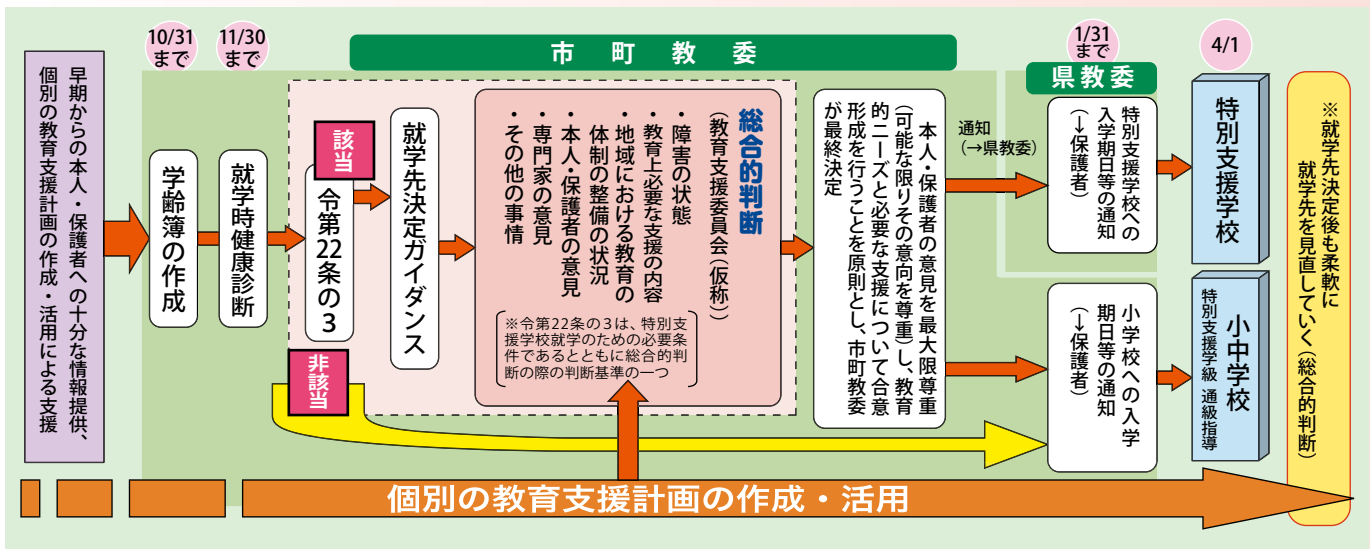 早期からの本人・保護者への十分な情報提供、
個別の教育支援計画の作成・活用による支援
10/31
まで
11/30
まで
市町教委
1/31
まで
県教委
4/1
学齢簿の作成
就学時健康診断
該当
令第22条の3
非該当
就学先決定ガイダンス
総合的判断
(教育支援委員会(仮称))
・障害の状態
・教育上必要な支援の内容
・地域における教育の
体制の整備の状況
・本人・保護者の意見
・専門家の意見
・その他の事情
※令第22条の3は、特別支
援学校就学のための必要条
件であるとともに総合的判
断の際の判断基準の一つ
本人・保護者の意見を最大限尊重
(可能な限りその意向を尊重)し、教育
的ニーズと必要な支援について合意
形成を行うことを原則とし、市町教委
が最終決定
通知
(→県教委)
特別支援学校への
入学期日等の通知
(→保護者)
小学校への入学
期日等の通知
(→保護者)
特別支援学校
小中学校
特別支援学級 通級指導
※就学先決定後も柔軟に
就学先を見直していく(総合的判断)
個別の教育支援計画の作成・活用